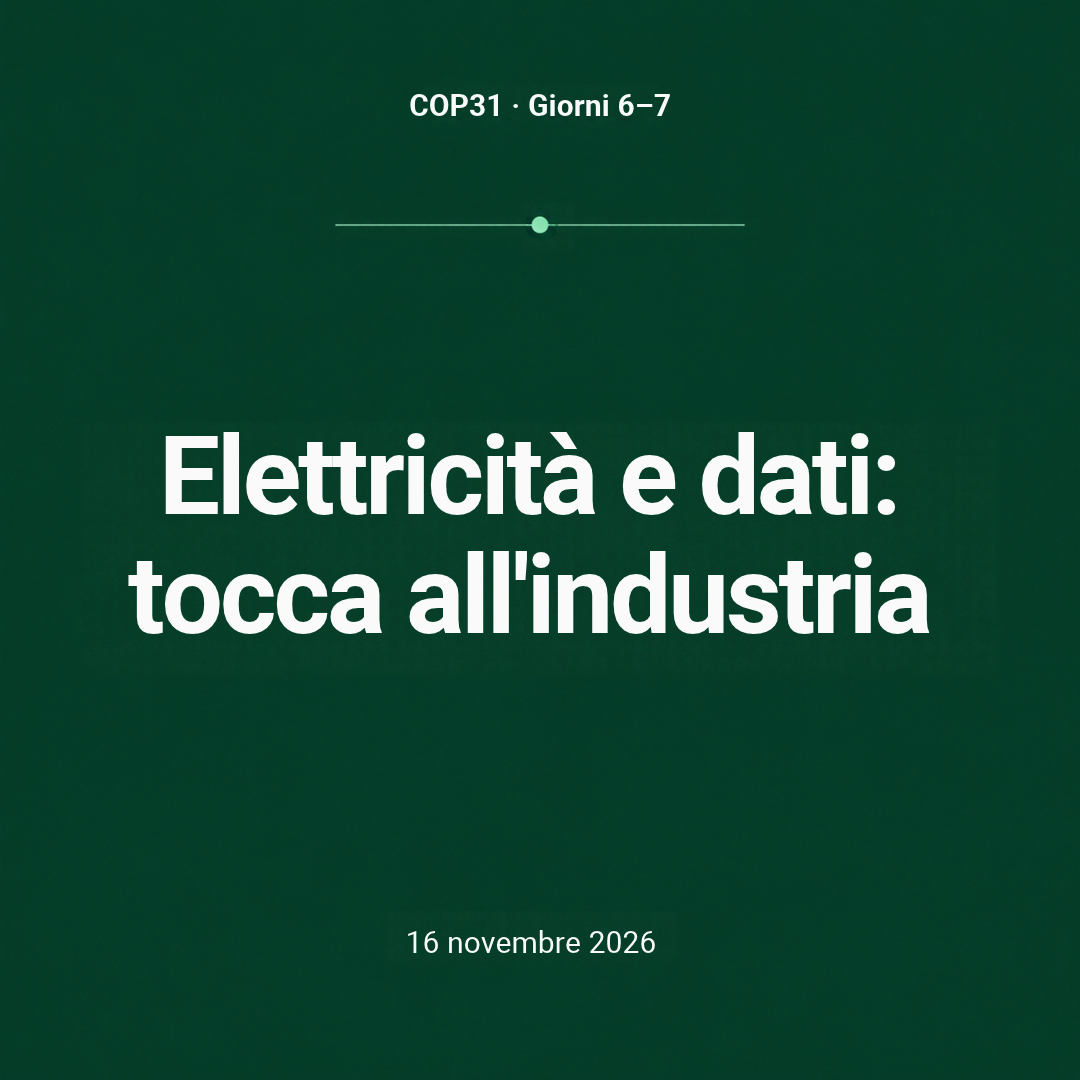 COP31 · Giorni 6–7
Elettricità e dati:
tocca all'industria
16 novembre 2026